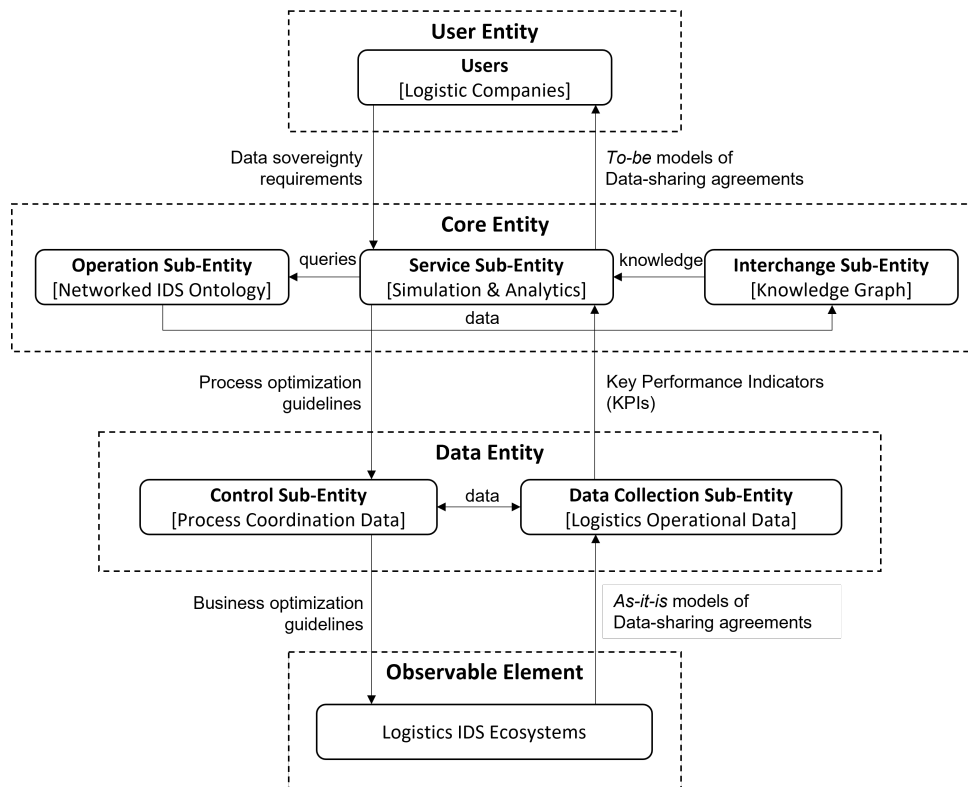 User Entity
Users
[Logistic Companies]
Data sovereignty
requirements
To-be models of
Data-sharing agreements
Core Entity
Operation Sub-Entity
[Networked IDS Ontology]
queries
Service Sub-Entity
[Simulation & Analytics]
knowledge
Interchange Sub-Entity
[Knowledge Graph]
data
Process optimization
guidelines
Key Performance Indicators
(KPIs)
Data Entity
Control Sub-Entity
[Process Coordination Data]
data
Data Collection Sub-Entity
[Logistics Operational Data]
Business optimization
guidelines
As-it-is models of
Data-sharing agreements
Observable Element
Logistics IDS Ecosystems